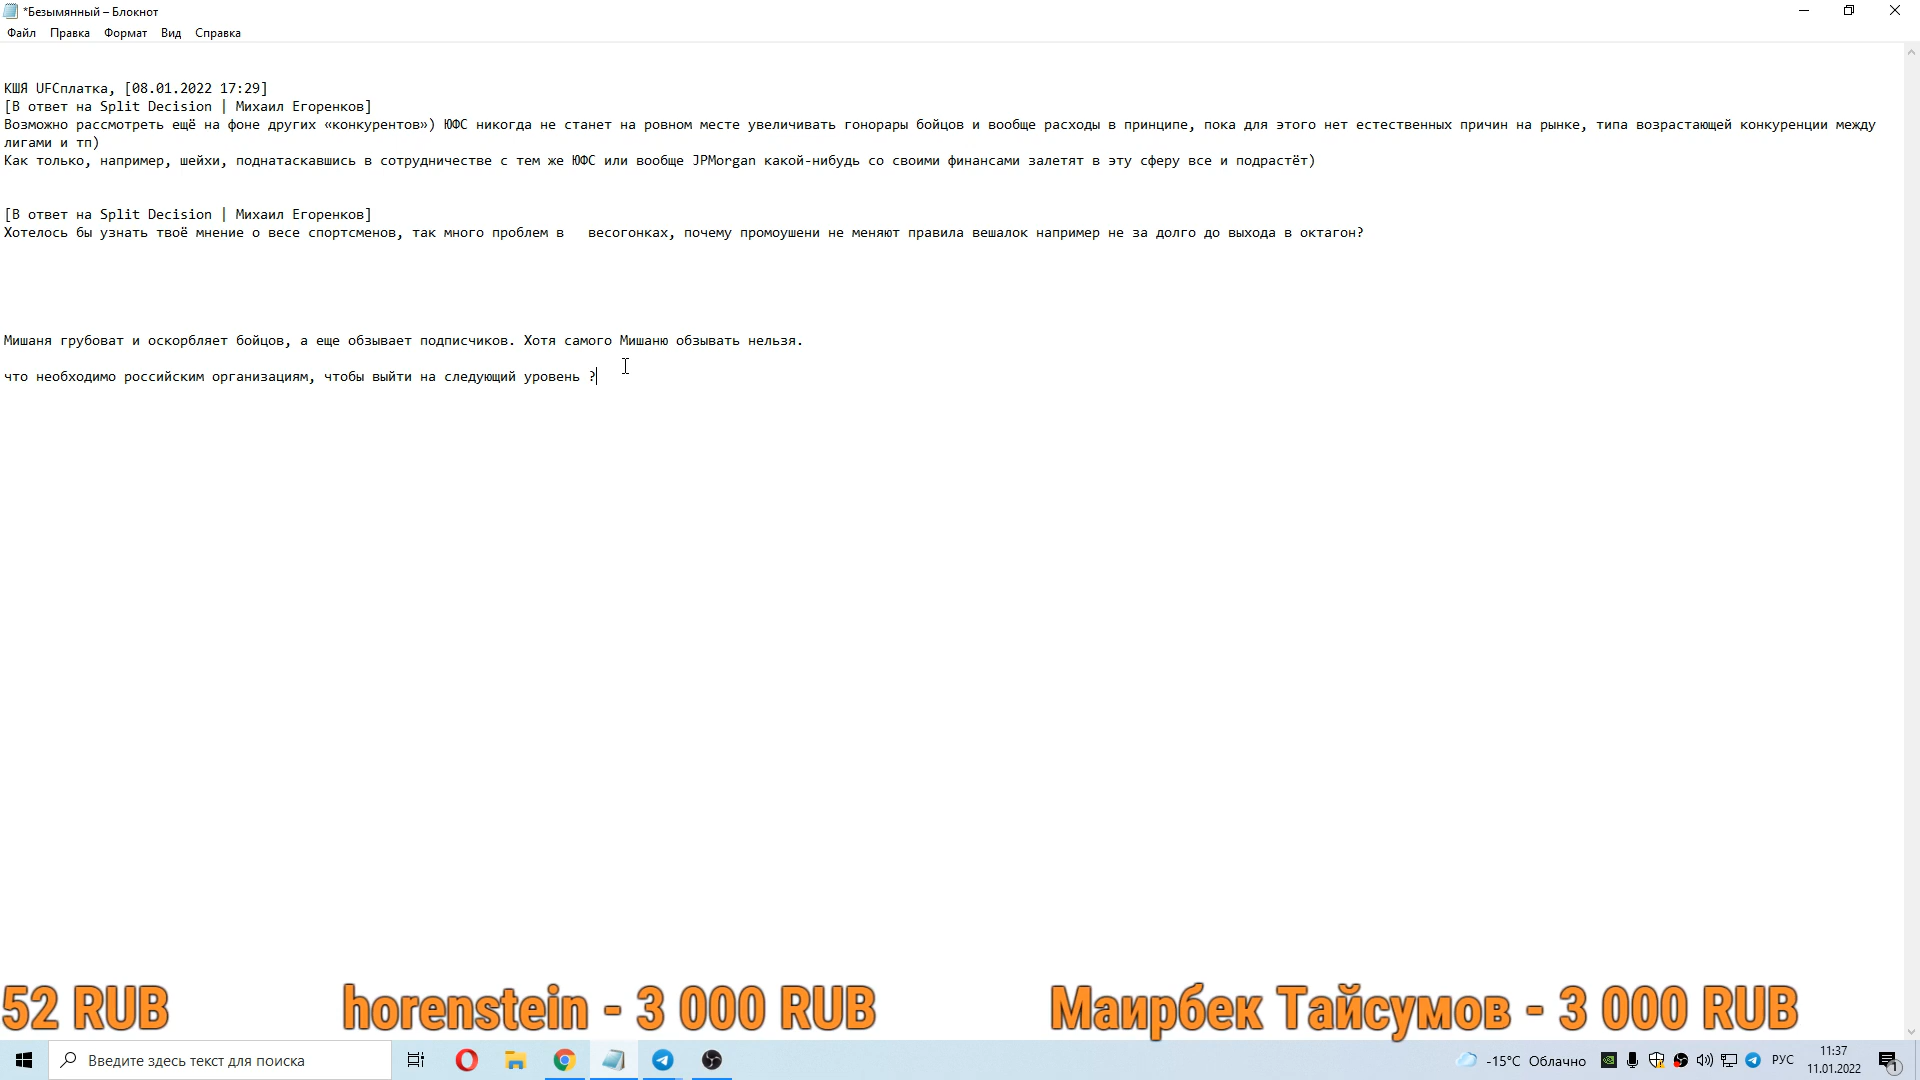 *Безымянный – Блокнот
Файл Правка Формат Вид Справка
КШЯ UFCплатка, [08.01.2022 17:29]
[В ответ на Split Decision | Михаил Егоренков]
Возможно рассмотреть ещё на фоне других «конкурентов») ЮФС никогда не станет на ровном месте увеличивать гонорары бойцов и вообще расходы в принципе, пока для этого нет естественных причин на рынке, типа возрастающей конкуренции между
лигами и тп)
Как только, например, шейхи, поднатаскавшись в сотрудничестве с тем же ЮФС или вообще JPMorgan какой-нибудь со своими финансами залетят в эту сферу все и подрастёт)
[В ответ на Split Decision | Михаил Егоренков]
Хотелось бы узнать твоё мнение о весе спортсменов, так много проблем в   весогонках, почему промоушени не меняют правила вешалок например не за долго до выхода в октагон?
Мишаня грубоват и оскорбляет бойцов, а еще обзывает подписчиков. Хотя самого Мишаню обзывать нельзя.
что необходимо российским организациям, чтобы выйти на следующий уровень ?
52 RUB horenstein - 3 000 RUB Маирбек Тайсумов - 3 000 RUB
Введите здесь текст для поиска -15°C Облачно РУС 11:37
11.01.2022 1